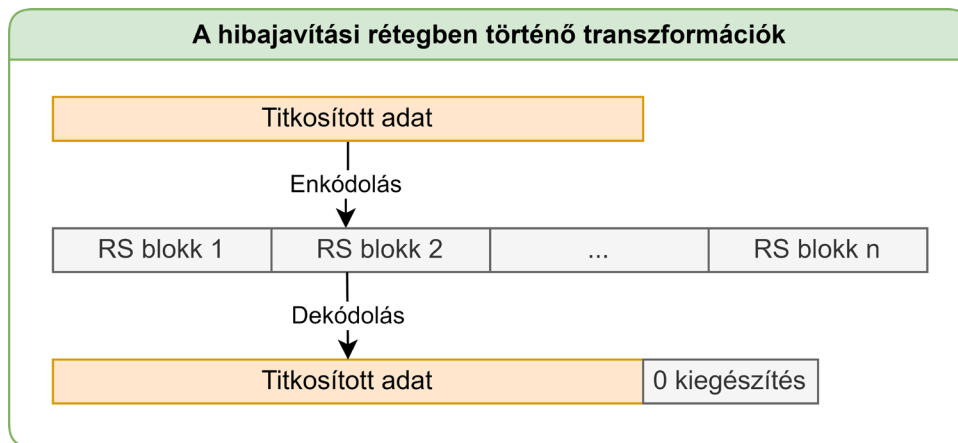 A hibajavítási rétegben történő transzformációk
Titkosított adat
Enkódolás
RS blokk 1 RS blokk 2 ... RS blokk n
Dekódolás
Titkosított adat 0 kiegészítés